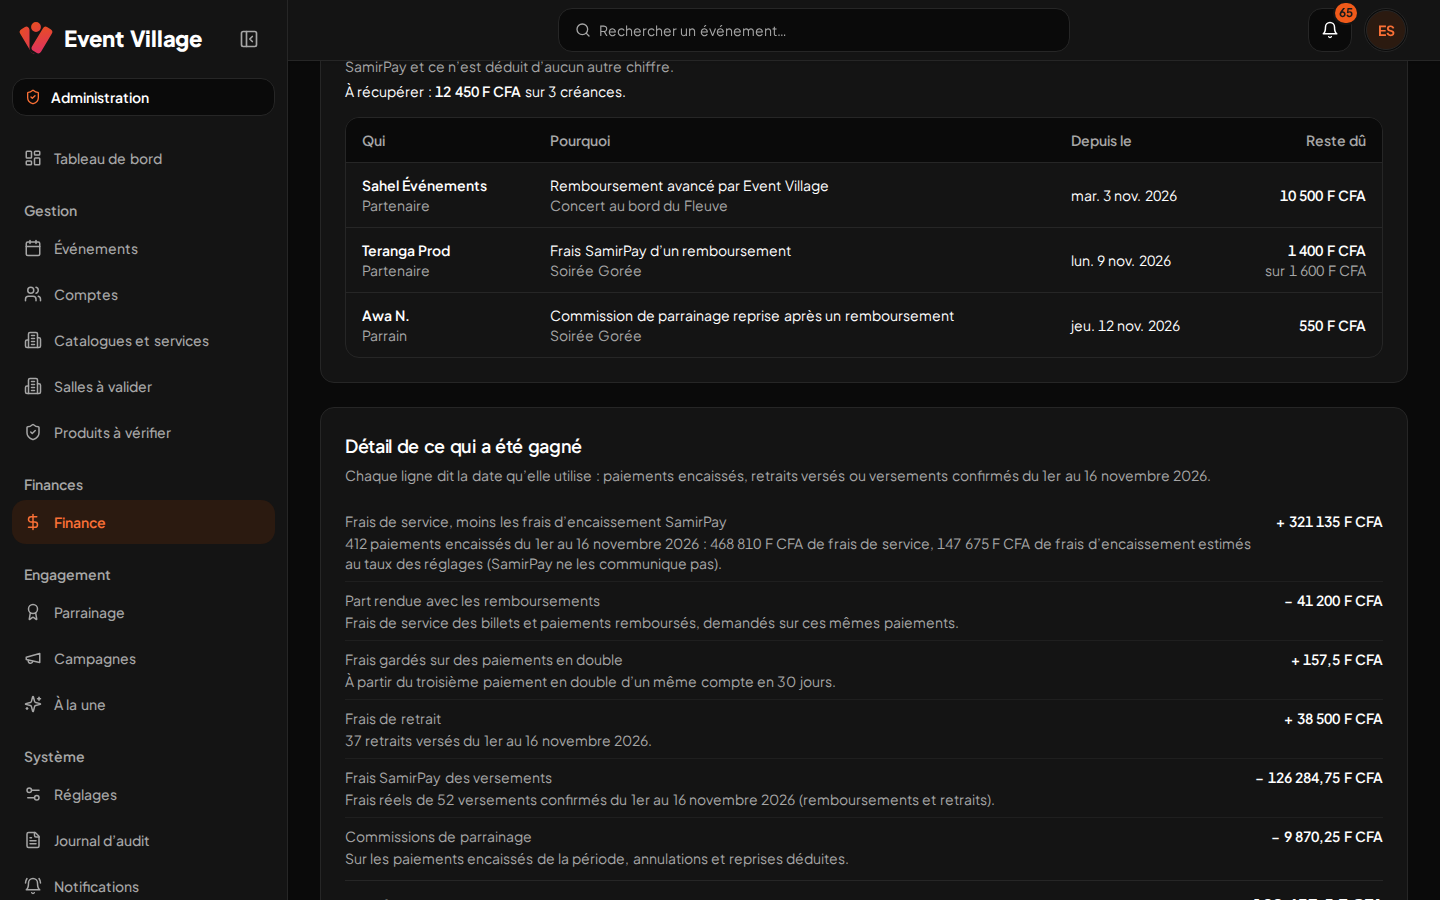 Event Village
Rechercher un événement...
65
ES
Administration
Tableau de bord
Gestion
Événements
Comptes
Catalogues et services
Salles à valider
Produits à vérifier
Finances
Finance
Engagement
Parrainage
Campagnes
À la une
Système
Réglages
Journal d'audit
Notifications
SamirPay et ce n'est déduit d'aucun autre chiffre.
À récupérer : 12 450 F CFA sur 3 créances.
Qui Pourquoi Depuis le Reste dû
Sahel Événements Remboursement avancé par Event Village mar. 3 nov. 2026 10 500 F CFA
Partenaire Concert au bord du Fleuve
Teranga Prod Frais SamirPay d'un remboursement lun. 9 nov. 2026 1 400 F CFA
Partenaire Soirée Gorée sur 1 600 F CFA
Awa N. Commission de parrainage reprise après un remboursement jeu. 12 nov. 2026 550 F CFA
Parrain Soirée Gorée
Détail de ce qui a été gagné
Chaque ligne dit la date qu'elle utilise : paiements encaissés, retraits versés ou versements confirmés du 1er au 16 novembre 2026.
Frais de service, moins les frais d'encaissement SamirPay + 321 135 F CFA
412 paiements encaissés du 1er au 16 novembre 2026 : 468 810 F CFA de frais de service, 147 675 F CFA de frais d'encaissement estimés
au taux des réglages (SamirPay ne les communique pas).
Part rendue avec les remboursements – 41 200 F CFA
Frais de service des billets et paiements remboursés, demandés sur ces mêmes paiements.
Frais gardés sur des paiements en double + 157,5 F CFA
À partir du troisième paiement en double d'un même compte en 30 jours.
Frais de retrait + 38 500 F CFA
37 retraits versés du 1er au 16 novembre 2026.
Frais SamirPay des versements – 126 284,75 F CFA
Frais réels de 52 versements confirmés du 1er au 16 novembre 2026 (remboursements et retraits).
Commissions de parrainage – 9 870,25 F CFA
Sur les paiements encaissés de la période, annulations et reprises déduites.